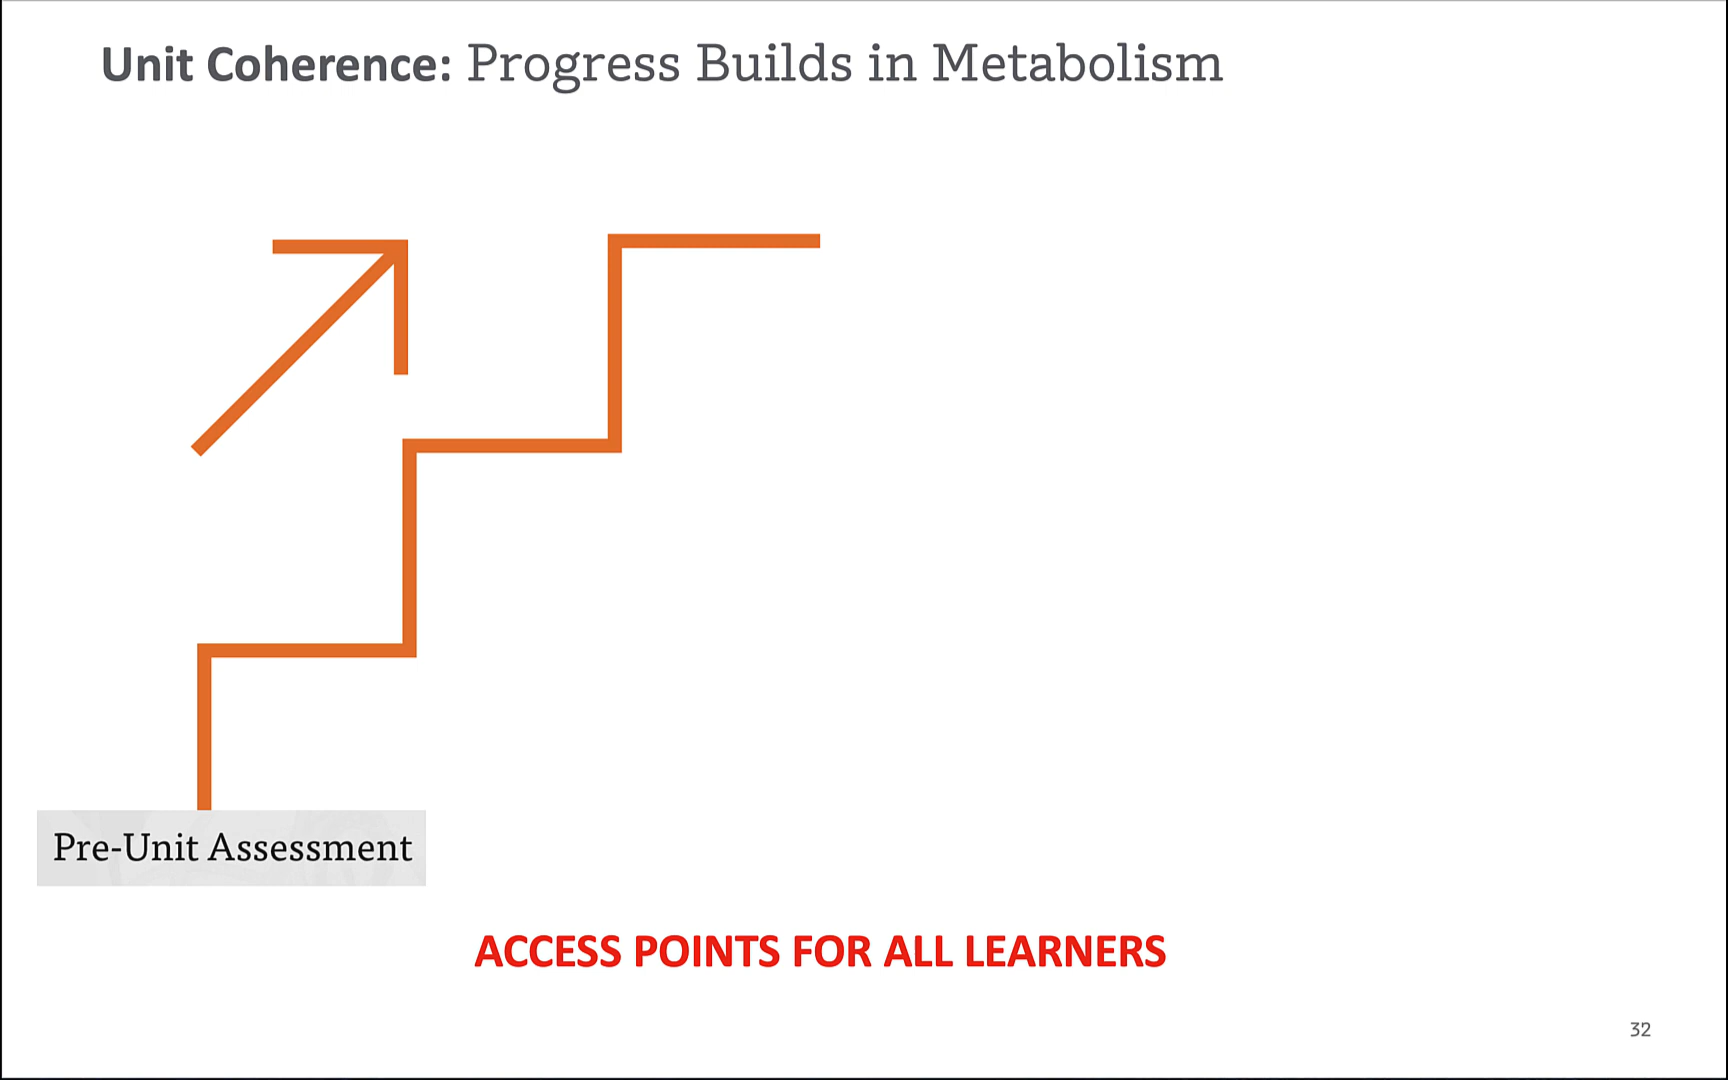 Unit Coherence: Progress Builds in Metabolism
Pre-Unit Assessment
ACCESS POINTS FOR ALL LEARNERS
32